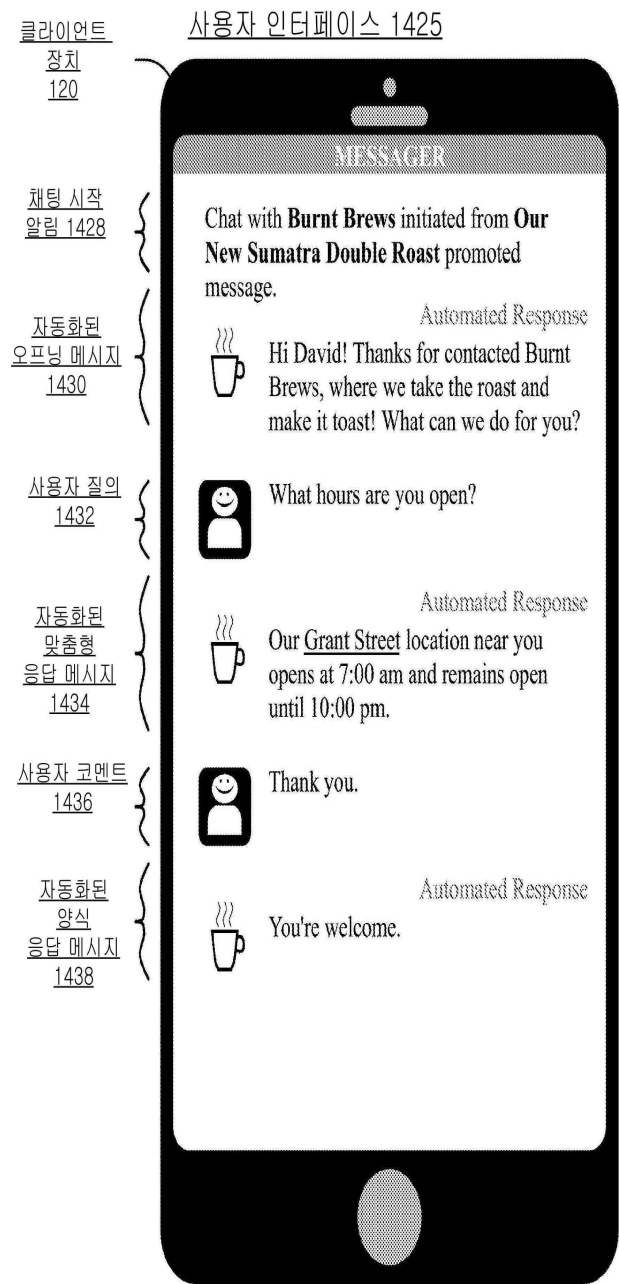 사용자 인터페이스 1425
클라이언트
장치
120
MESSAGER
채팅 시작
알림 1428
Chat with Burnt Brews initiated from Our
New Sumatra Double Roast promoted
message.
자동화된
오프닝 메시지
1430
Automated Response
Hi David! Thanks for contacted Burnt
Brews, where we take the roast and
make it toast! What can we do for you?
사용자 질의
1432
What hours are you open?
자동화된
맞춤형
응답 메시지
1434
Automated Response
Our Grant Street location near you
opens at 7:00 am and remains open
until 10:00 pm.
사용자 코멘트
1436
Thank you.
자동화된
양식
응답 메시지
1438
Automated Response
You're welcome.